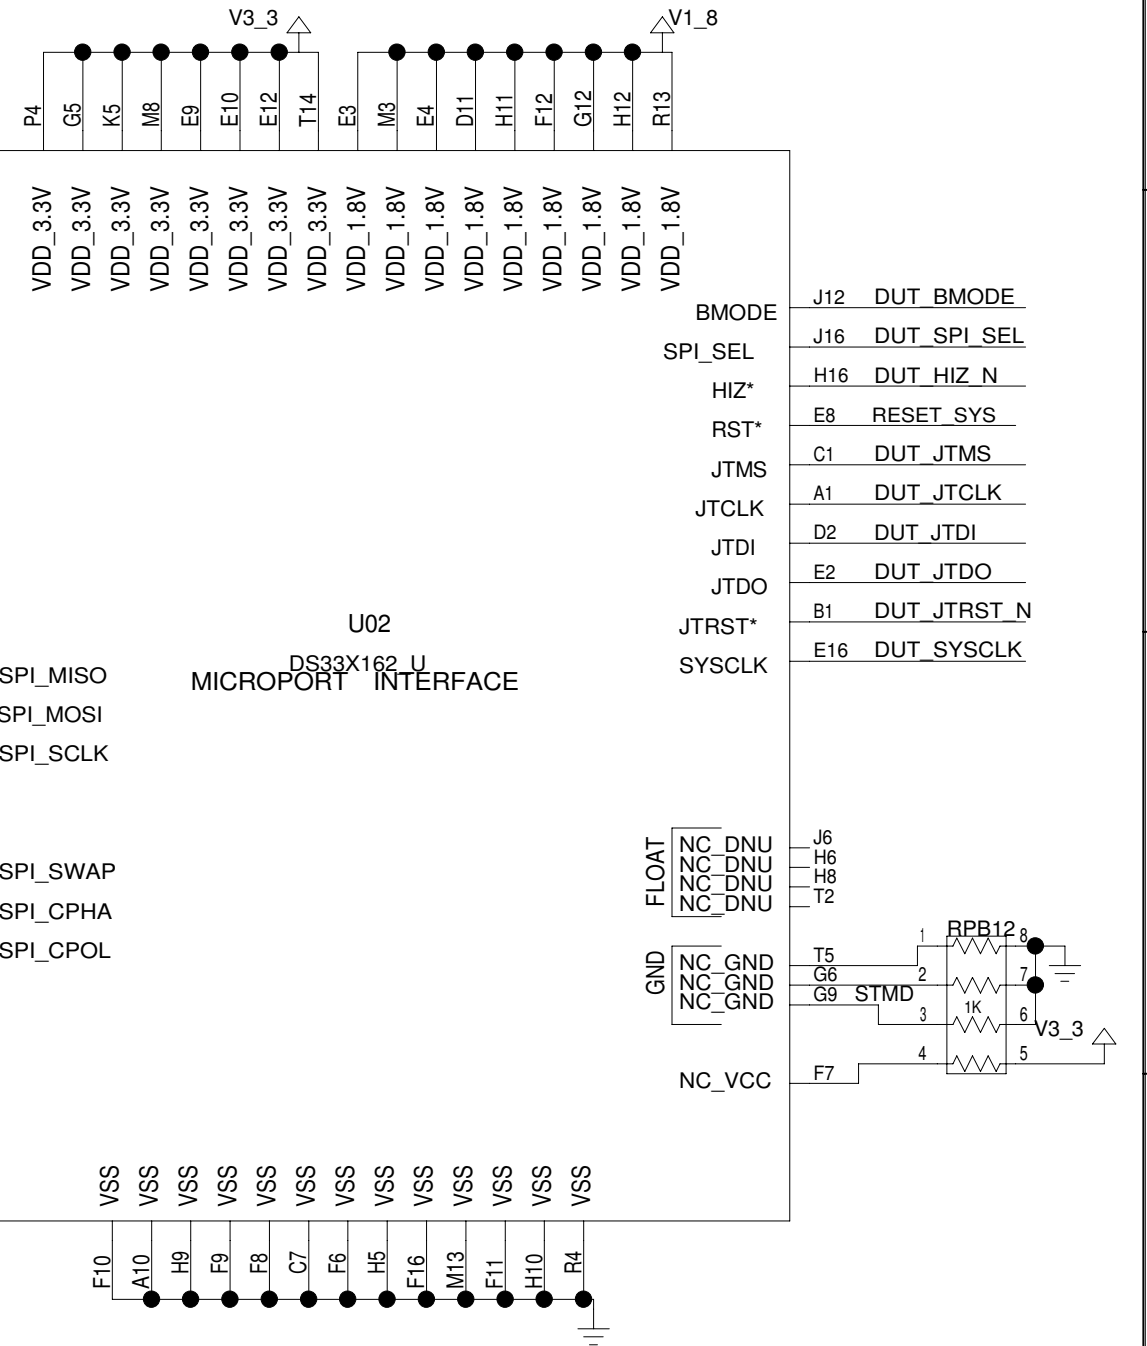 V3_3
V1_8
P4 G5 K5 M8 E9 E10 E12 T14 E3 M3 E4 D11 H11 F12 G12 H12 R13
VDD_3.3V VDD_3.3V VDD_3.3V VDD_3.3V VDD_3.3V VDD_3.3V VDD_3.3V VDD_3.3V VDD_1.8V VDD_1.8V VDD_1.8V VDD_1.8V VDD_1.8V VDD_1.8V VDD_1.8V VDD_1.8V VDD_1.8V
BMODE J12 DUT_BMODE
SPI_SEL J16 DUT_SPI_SEL
HIZ* H16 DUT_HIZ_N
RST* E8 RESET_SYS
JTMS C1 DUT_JTMS
JTCLK A1 DUT_JTCLK
JTDI D2 DUT_JTDI
JTDO E2 DUT_JTDO
JTRST* B1 DUT_JTRST_N
SYSCLK E16 DUT_SYSCLK
U02
DS33X162_U
MICROPORT INTERFACE
SPI_MISO
SPI_MOSI
SPI_SCLK
SPI_SWAP
SPI_CPHA
SPI_CPOL
FLOAT
NC_DNU J6
NC_DNU H6
NC_DNU H8
NC_DNU T2
GND
NC_GND T5
NC_GND G6
NC_GND G9 STMD
NC_VCC F7
RPB12
1 8
2 7
1K
3 6
4 5
V3_3
VSS VSS VSS VSS VSS VSS VSS VSS VSS VSS VSS VSS VSS
F10 A10 H9 F9 F8 C7 F6 H5 F16 M13 F11 H10 R4